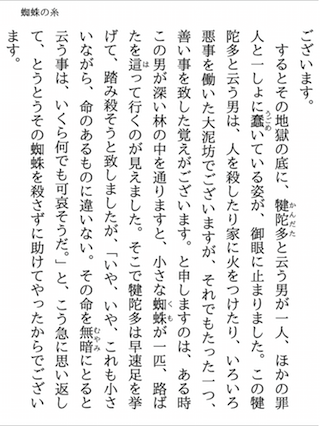 蜘蛛の糸
ございます。
するとその地獄の底に、犍陀多と云う男が一人、ほかの罪
人と一しょに蠢いている姿が、御眼に止まりました。この犍
陀多と云う男は、人を殺したり家に火をつけたり、いろいろ
悪事を働いた大泥坊でございますが、それでもたった一つ、
善い事を致した覚えがございます。と申しますのは、ある時
この男が深い林の中を通りますと、小さな蜘蛛が一匹、路ば
たを這って行くのが見えました。そこで犍陀多は早速足を挙
げて、踏み殺そうと致しましたが、「いや、いや、これも小さ
いながら、命のあるものに違いない。その命を無暗にとると
云う事は、いくら何でも可哀そうだ。」と、こう急に思い返し
て、とうとうその蜘蛛を殺さずに助けてやったからでござい
ます。